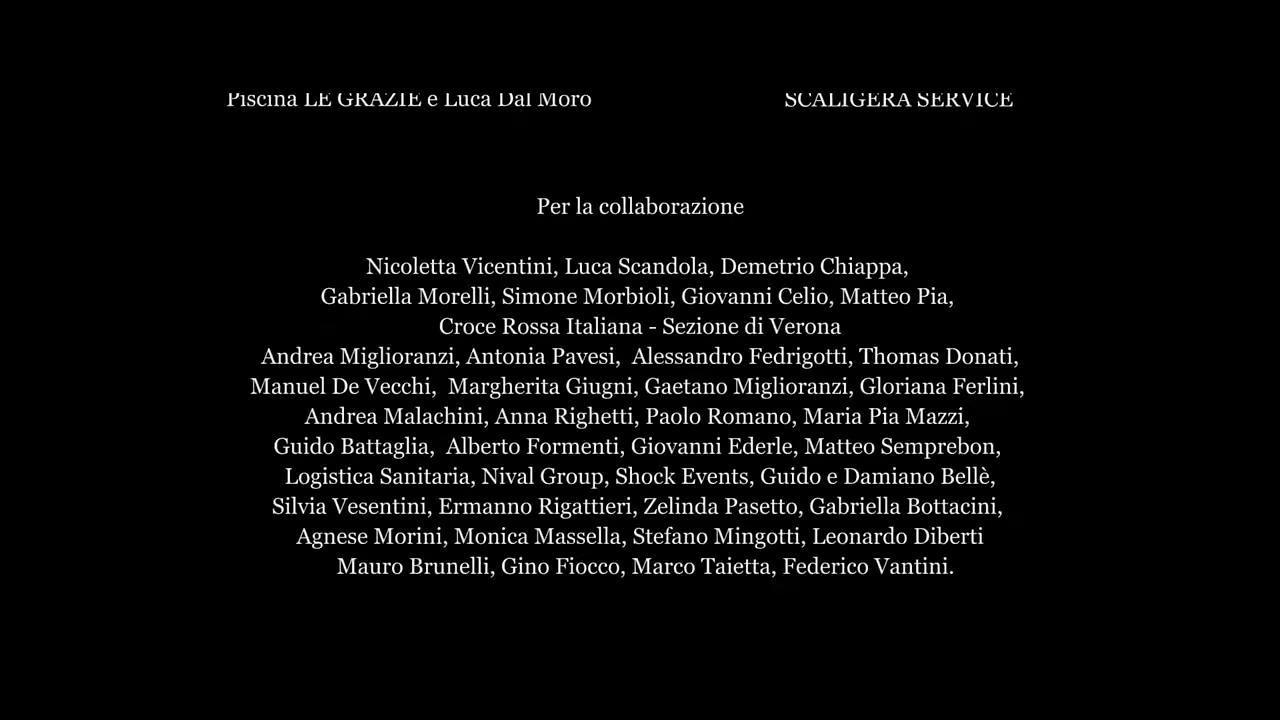 Piscina LE GRAZIE e Luca Dal Moro
SCALIGERA SERVICE
Per la collaborazione
Nicoletta Vicentini, Luca Scandola, Demetrio Chiappa,
Gabriella Morelli, Simone Morbioli, Giovanni Celio, Matteo Pia,
Croce Rossa Italiana - Sezione di Verona
Andrea Miglioranzi, Antonia Pavesi,  Alessandro Fedrigotti, Thomas Donati,
Manuel De Vecchi,  Margherita Giugni, Gaetano Miglioranzi, Gloriana Ferlini,
Andrea Malachini, Anna Righetti, Paolo Romano, Maria Pia Mazzi,
Guido Battaglia,  Alberto Formenti, Giovanni Ederle, Matteo Semprebon,
Logistica Sanitaria, Nival Group, Shock Events, Guido e Damiano Bellè,
Silvia Vesentini, Ermanno Rigattieri, Zelinda Pasetto, Gabriella Bottacini,
Agnese Morini, Monica Massella, Stefano Mingotti, Leonardo Diberti
Mauro Brunelli, Gino Fiocco, Marco Taietta, Federico Vantini.